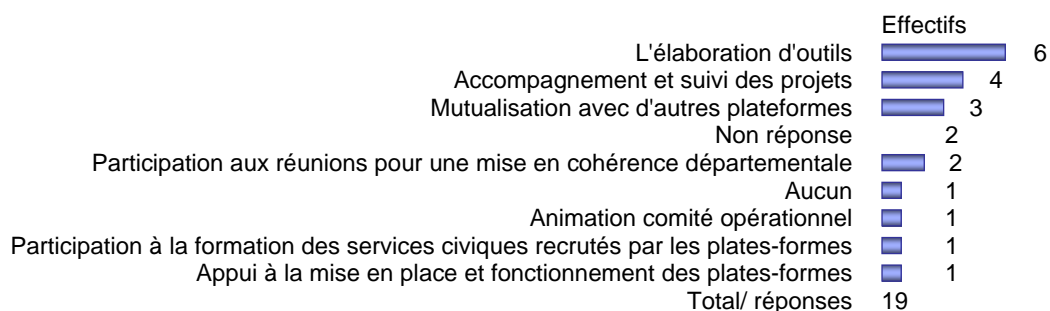 Effectifs
L'élaboration d'outils 6
Accompagnement et suivi des projets 4
Mutualisation avec d'autres plateformes 3
Non réponse 2
Participation aux réunions pour une mise en cohérence départementale 2
Aucun 1
Animation comité opérationnel 1
Participation à la formation des services civiques recrutés par les plates-formes 1
Appui à la mise en place et fonctionnement des plates-formes 1
Total/ réponses 19